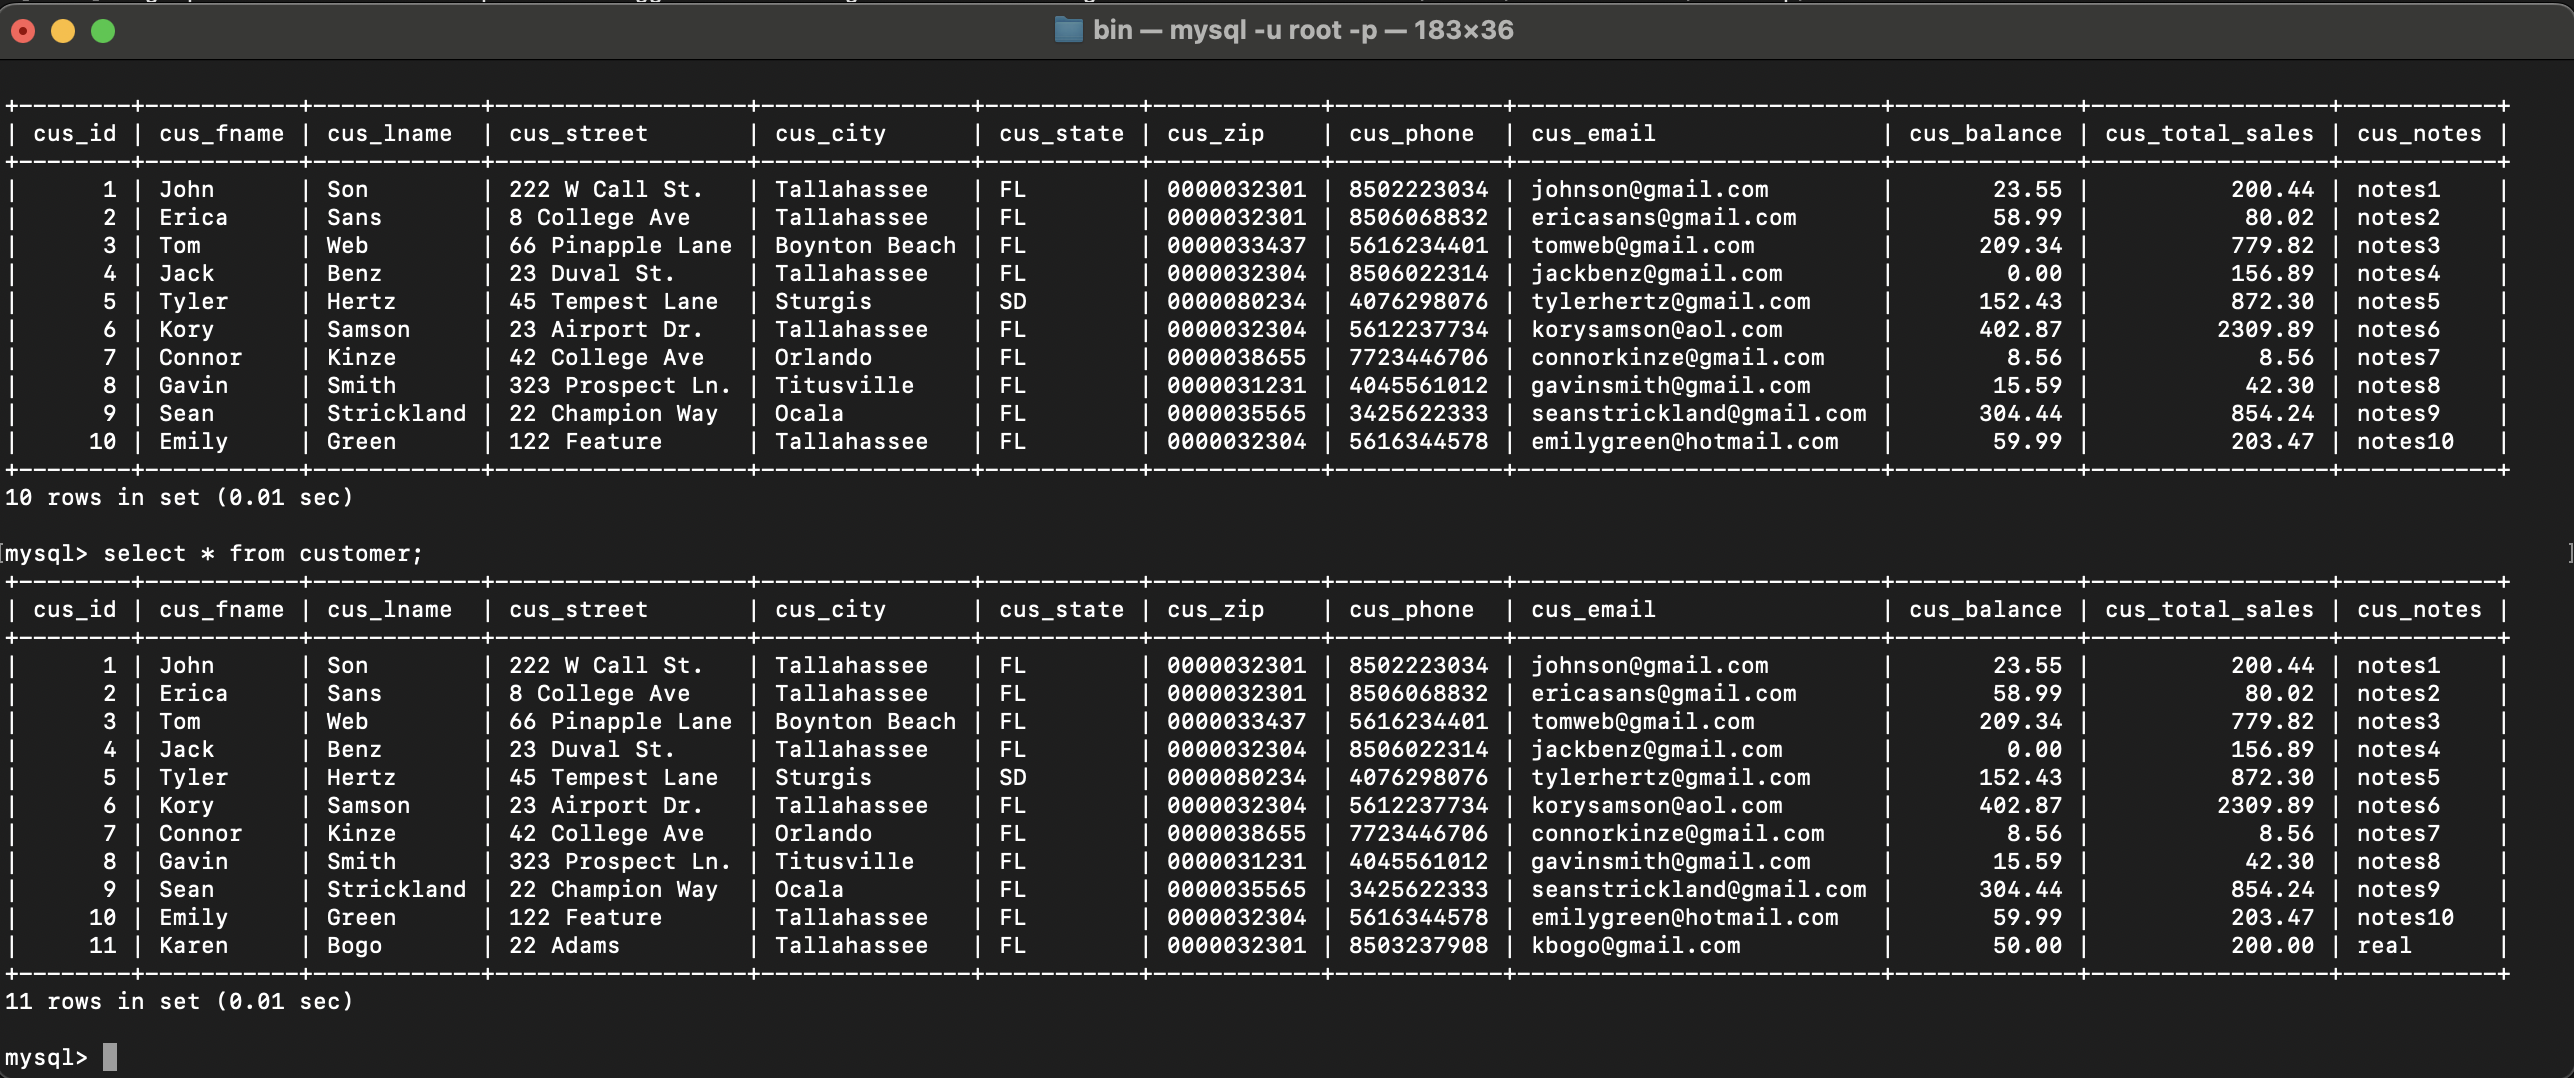 bin — mysql -u root -p — 183×36
+--------+-----------+------------+-------------------+---------------+-----------+------------+------------+--------------------------+-------------+-----------------+-----------+
| cus_id | cus_fname | cus_lname  | cus_street        | cus_city      | cus_state | cus_zip    | cus_phone  | cus_email                | cus_balance | cus_total_sales | cus_notes |
+--------+-----------+------------+-------------------+---------------+-----------+------------+------------+--------------------------+-------------+-----------------+-----------+
|      1 | John      | Son        | 222 W Call St.    | Tallahassee   | FL        | 0000032301 | 8502223034 | johnson@gmail.com        |       23.55 |          200.44 | notes1    |
|      2 | Erica     | Sans       | 8 College Ave     | Tallahassee   | FL        | 0000032301 | 8506068832 | ericasans@gmail.com      |       58.99 |           80.02 | notes2    |
|      3 | Tom       | Web        | 66 Pinapple Lane  | Boynton Beach | FL        | 0000033437 | 5616234401 | tomweb@gmail.com         |      209.34 |          779.82 | notes3    |
|      4 | Jack      | Benz       | 23 Duval St.      | Tallahassee   | FL        | 0000032304 | 8506022314 | jackbenz@gmail.com       |        0.00 |          156.89 | notes4    |
|      5 | Tyler     | Hertz      | 45 Tempest Lane   | Sturgis       | SD        | 0000080234 | 4076298076 | tylerhertz@gmail.com     |      152.43 |          872.30 | notes5    |
|      6 | Kory      | Samson     | 23 Airport Dr.    | Tallahassee   | FL        | 0000032304 | 5612237734 | korysamson@aol.com       |      402.87 |         2309.89 | notes6    |
|      7 | Connor    | Kinze      | 42 College Ave    | Orlando       | FL        | 0000038655 | 7723446706 | connorkinze@gmail.com    |        8.56 |            8.56 | notes7    |
|      8 | Gavin     | Smith      | 323 Prospect Ln.  | Titusville    | FL        | 0000031231 | 4045561012 | gavinsmith@gmail.com     |       15.59 |           42.30 | notes8    |
|      9 | Sean      | Strickland | 22 Champion Way   | Ocala         | FL        | 0000035565 | 3425622333 | seanstrickland@gmail.com |      304.44 |          854.24 | notes9    |
|     10 | Emily     | Green      | 122 Feature       | Tallahassee   | FL        | 0000032304 | 5616344578 | emilygreen@hotmail.com   |       59.99 |          203.47 | notes10   |
+--------+-----------+------------+-------------------+---------------+-----------+------------+------------+--------------------------+-------------+-----------------+-----------+
10 rows in set (0.01 sec)
[mysql> select * from customer; ]
+--------+-----------+------------+-------------------+---------------+-----------+------------+------------+--------------------------+-------------+-----------------+-----------+
| cus_id | cus_fname | cus_lname  | cus_street        | cus_city      | cus_state | cus_zip    | cus_phone  | cus_email                | cus_balance | cus_total_sales | cus_notes |
+--------+-----------+------------+-------------------+---------------+-----------+------------+------------+--------------------------+-------------+-----------------+-----------+
|      1 | John      | Son        | 222 W Call St.    | Tallahassee   | FL        | 0000032301 | 8502223034 | johnson@gmail.com        |       23.55 |          200.44 | notes1    |
|      2 | Erica     | Sans       | 8 College Ave     | Tallahassee   | FL        | 0000032301 | 8506068832 | ericasans@gmail.com      |       58.99 |           80.02 | notes2    |
|      3 | Tom       | Web        | 66 Pinapple Lane  | Boynton Beach | FL        | 0000033437 | 5616234401 | tomweb@gmail.com         |      209.34 |          779.82 | notes3    |
|      4 | Jack      | Benz       | 23 Duval St.      | Tallahassee   | FL        | 0000032304 | 8506022314 | jackbenz@gmail.com       |        0.00 |          156.89 | notes4    |
|      5 | Tyler     | Hertz      | 45 Tempest Lane   | Sturgis       | SD        | 0000080234 | 4076298076 | tylerhertz@gmail.com     |      152.43 |          872.30 | notes5    |
|      6 | Kory      | Samson     | 23 Airport Dr.    | Tallahassee   | FL        | 0000032304 | 5612237734 | korysamson@aol.com       |      402.87 |         2309.89 | notes6    |
|      7 | Connor    | Kinze      | 42 College Ave    | Orlando       | FL        | 0000038655 | 7723446706 | connorkinze@gmail.com    |        8.56 |            8.56 | notes7    |
|      8 | Gavin     | Smith      | 323 Prospect Ln.  | Titusville    | FL        | 0000031231 | 4045561012 | gavinsmith@gmail.com     |       15.59 |           42.30 | notes8    |
|      9 | Sean      | Strickland | 22 Champion Way   | Ocala         | FL        | 0000035565 | 3425622333 | seanstrickland@gmail.com |      304.44 |          854.24 | notes9    |
|     10 | Emily     | Green      | 122 Feature       | Tallahassee   | FL        | 0000032304 | 5616344578 | emilygreen@hotmail.com   |       59.99 |          203.47 | notes10   |
|     11 | Karen     | Bogo       | 22 Adams          | Tallahassee   | FL        | 0000032301 | 8503237908 | kbogo@gmail.com          |       50.00 |          200.00 | real      |
+--------+-----------+------------+-------------------+---------------+-----------+------------+------------+--------------------------+-------------+-----------------+-----------+
11 rows in set (0.01 sec)
mysql>